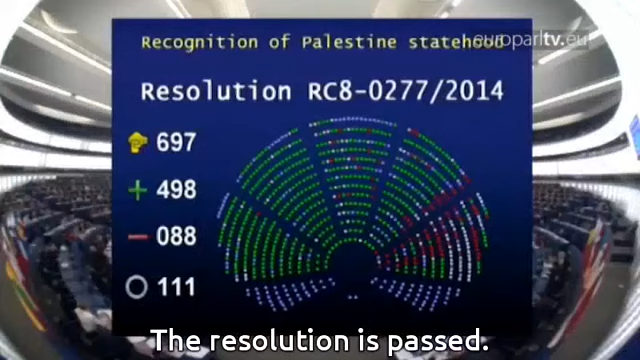 europarltv.eu
Recognition of Palestine statehood
Resolution RC8-0277/2014
697
+ 498
- 088
111
The resolution is passed.